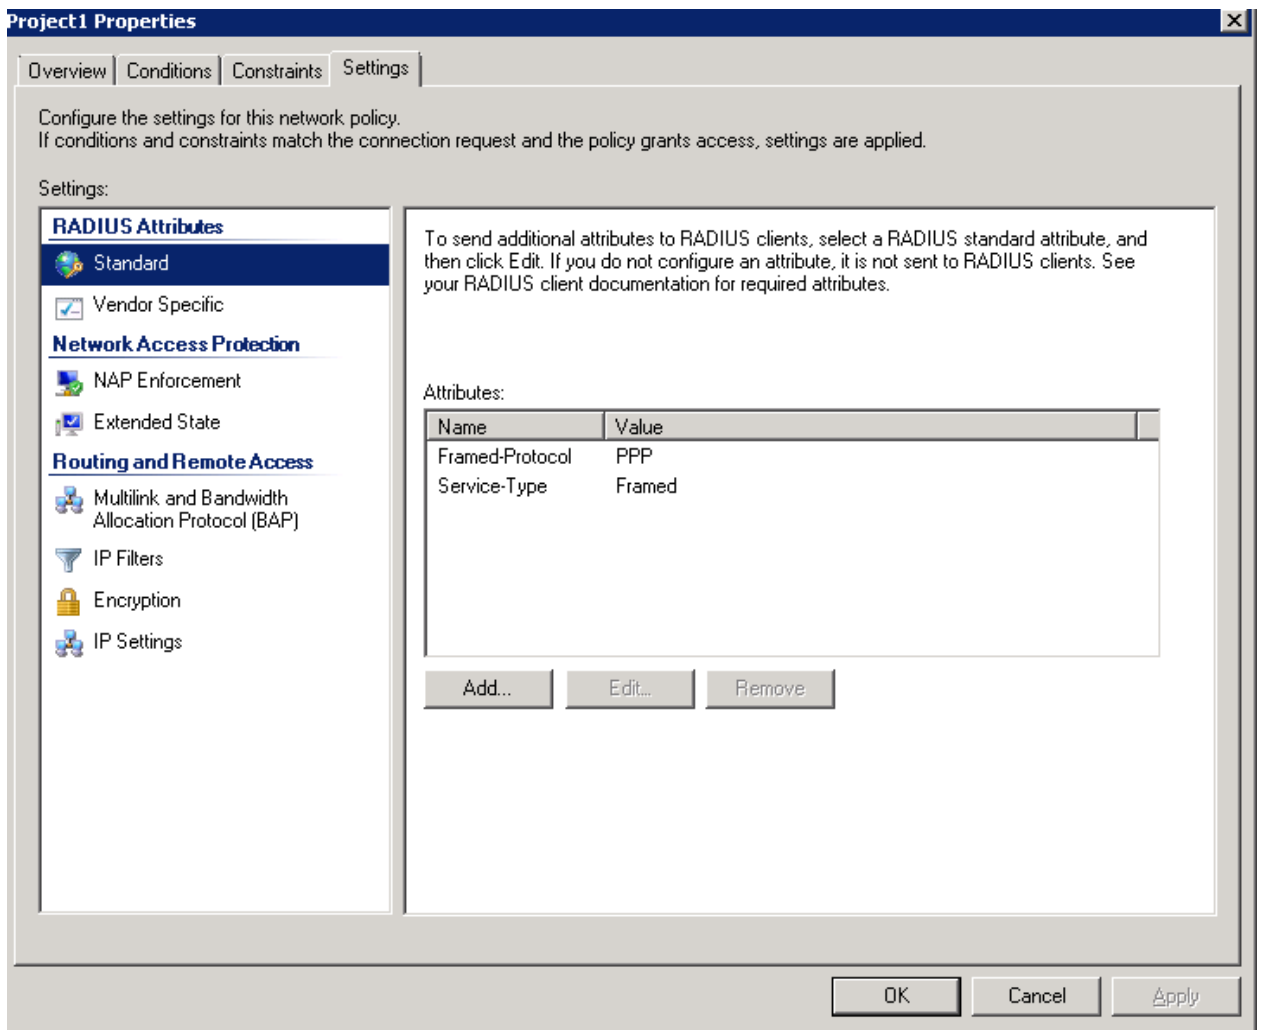 Project1 Properties
Overview
Conditions
Constraints
Settings
Configure the settings for this network policy.
If conditions and constraints match the connection request and the policy grants access, settings are applied.
Settings:
RADIUS Attributes
Standard
Vendor Specific
Network Access Protection
NAP Enforcement
Extended State
Routing and Remote Access
Multilink and Bandwidth
Allocation Protocol (BAP)
IP Filters
Encryption
IP Settings
To send additional attributes to RADIUS clients, select a RADIUS standard attribute, and
then click Edit. If you do not configure an attribute, it is not sent to RADIUS clients. See
your RADIUS client documentation for required attributes.
Attributes:
Name Value
Framed-Protocol PPP
Service-Type Framed
Add... Edit... Remove
OK Cancel Apply